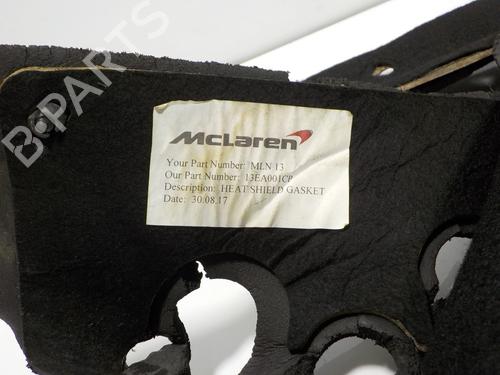 McLaren
Your Part Number: MLN 13
Our Part Number: 13EA001CP
Description: HEAT SHIELD GASKET
Date: 30.08.17
B-PARTS